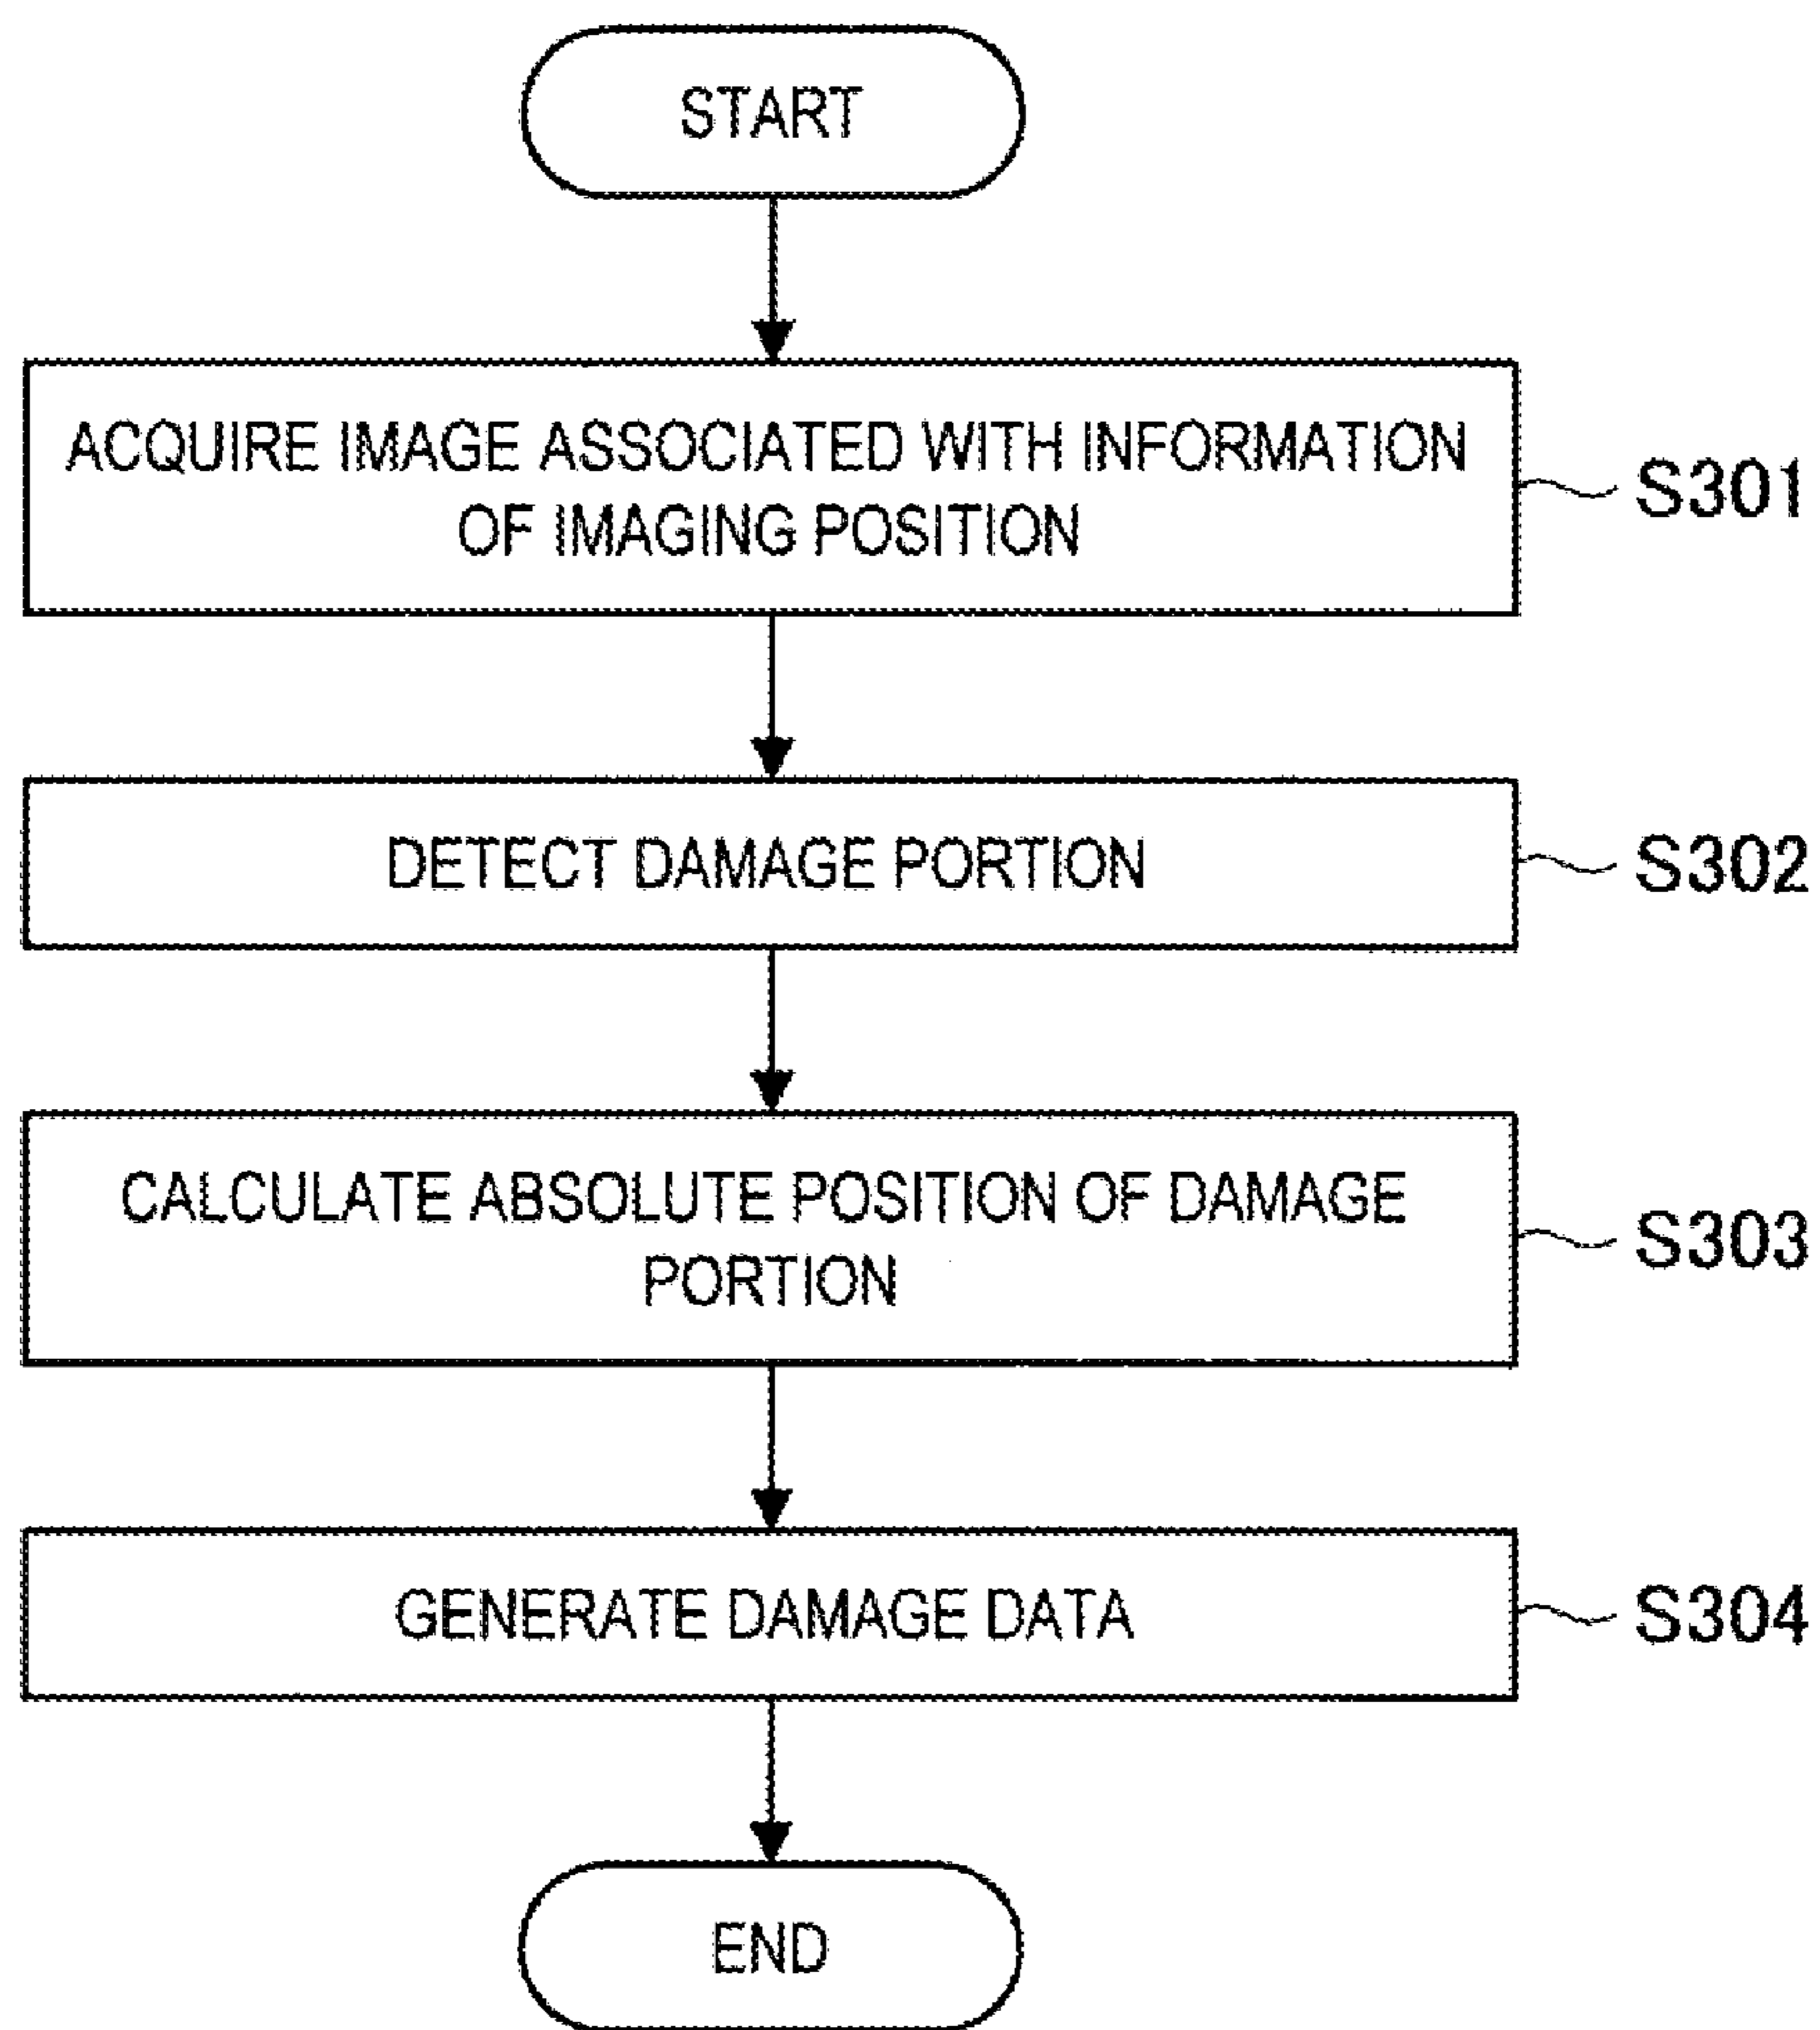 START
ACQUIRE IMAGE ASSOCIATED WITH INFORMATION
OF IMAGING POSITION
S301
DETECT DAMAGE PORTION
S302
CALCULATE ABSOLUTE POSITION OF DAMAGE
PORTION
S303
GENERATE DAMAGE DATA
S304
END